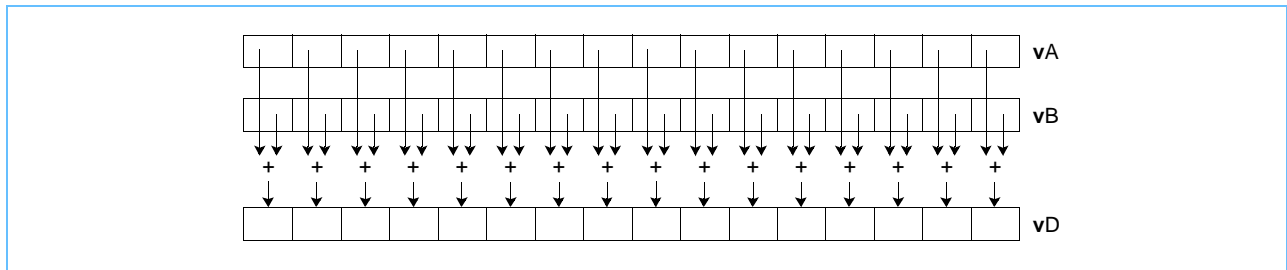 vA
vB
+ + + + + + + + + + + + + + + +
vD